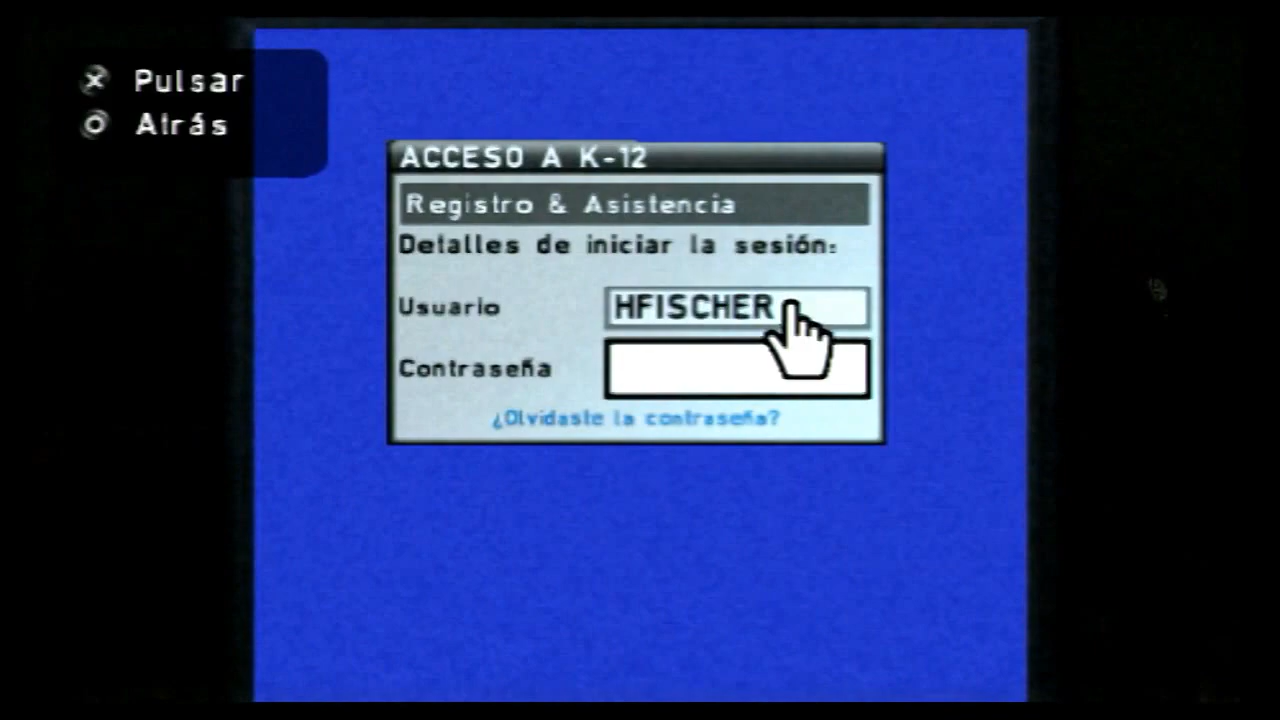 Pulsar
Atrás
ACCESO A K-12
Registro & Asistencia
Detalles de iniciar la sesión:
Usuario
HFISCHER
Contraseña
¿Olvidaste la contraseña?